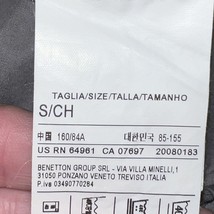 TAGLIA/SIZE/TALLA/TAMANHO
S/CH
中国 160/84A 대한민국 85-155
US RN 64961 CA 07697 20080183
BENETTON GROUP SRL - VIA VILLA MINELLI,1
31050 PONZANO VENETO TREVISO ITALIA
P.Iva 03490770264